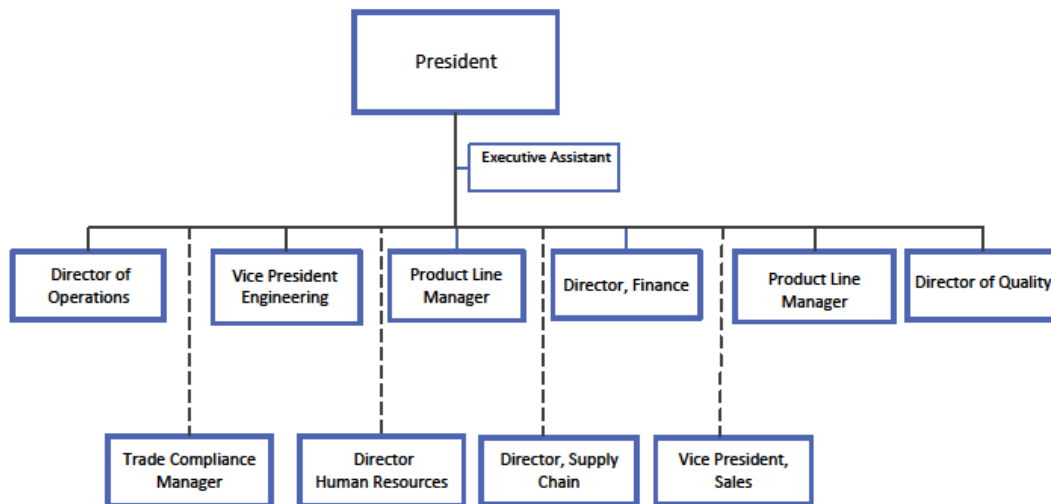 President
Executive Assistant
Director of
Operations
Vice President
Engineering
Product Line
Manager
Director, Finance
Product Line
Manager
Director of Quality
Trade Compliance
Manager
Director
Human Resources
Director, Supply
Chain
Vice President,
Sales